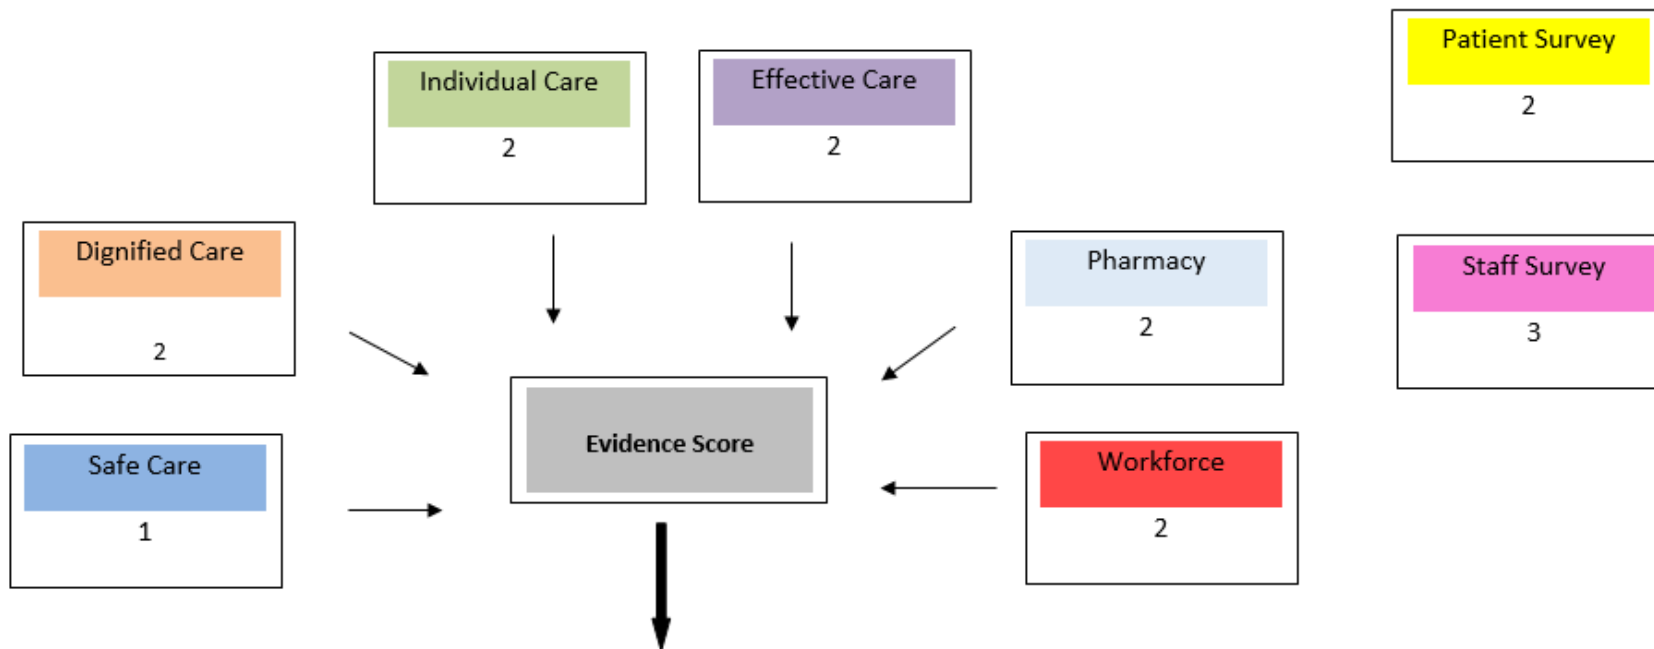 Patient Survey
2
Individual Care
2
Effective Care
2
Dignified Care
2
Pharmacy
2
Staff Survey
3
Evidence Score
Safe Care
1
Workforce
2